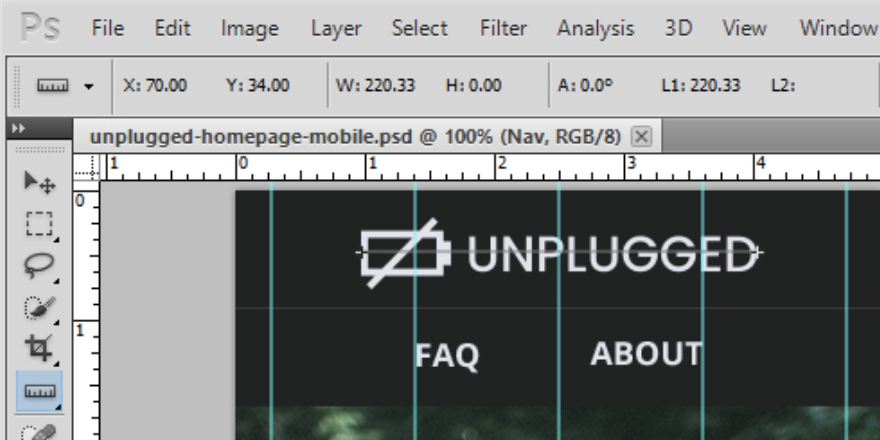 Ps File Edit Image Layer Select Filter Analysis 3D View Window
X: 70.00 Y: 34.00 W: 220.33 H: 0.00 A: 0.0° L1: 220.33 L2:
unplugged-homepage-mobile.psd @ 100% (Nav, RGB/8)
1 0 1 2 3 4
0
UNPLUGGED
1
FAQ ABOUT